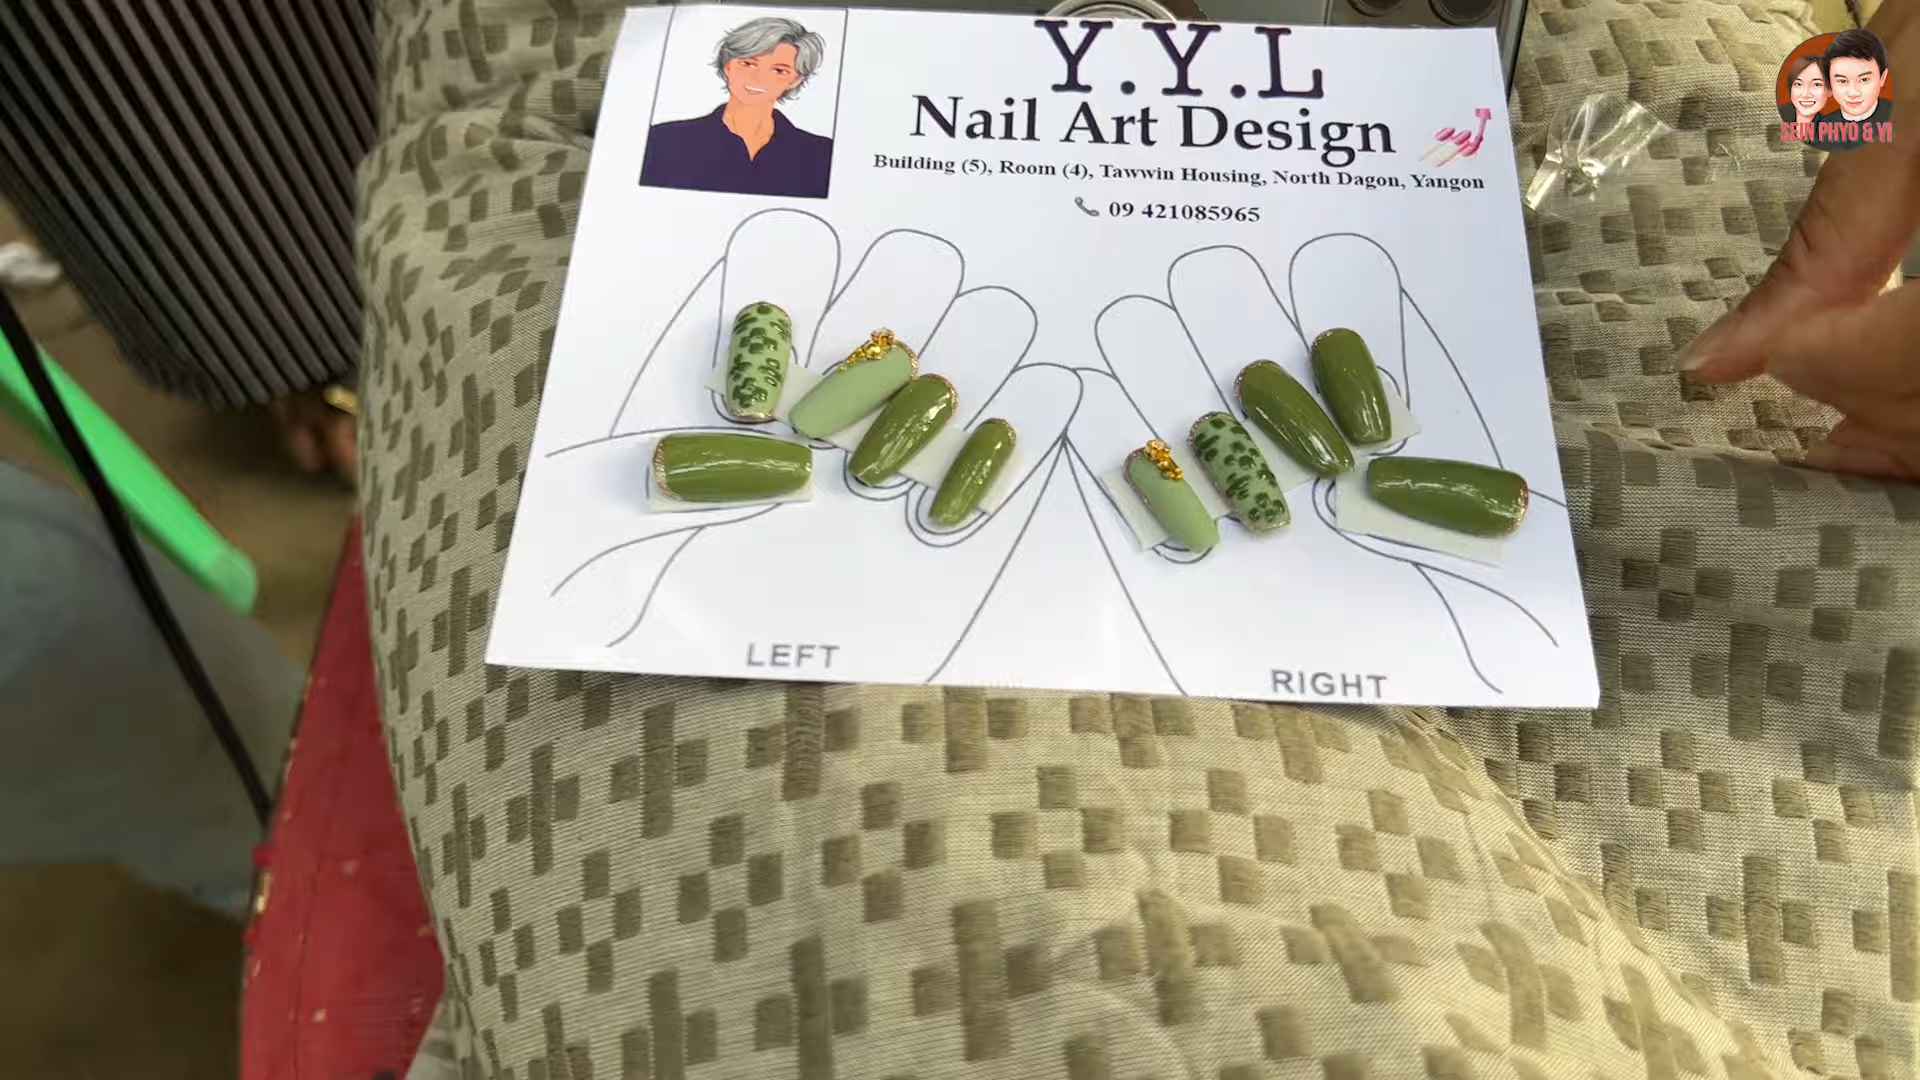 Y.Y.L
Nail Art Design
Building (5), Room (4), Tawwin Housing, North Dagon, Yangon
09 421085965
LEFT
RIGHT
SEIN PHYO & YI